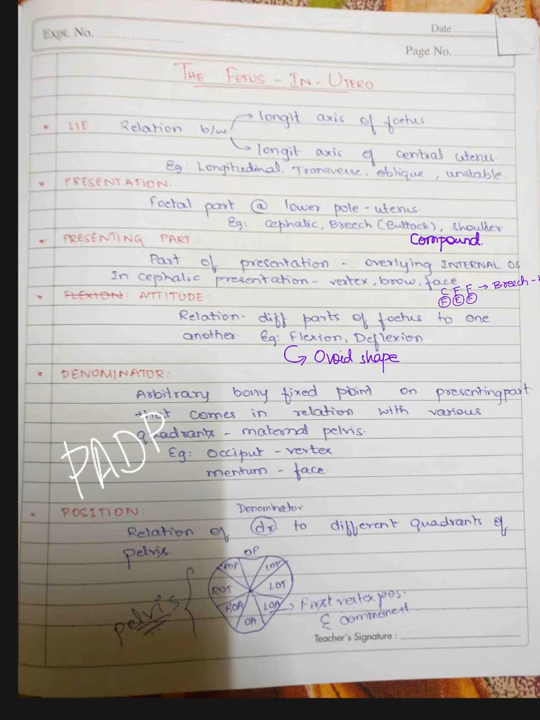 Expt. No.
Date
Page No.
THE FETUS - IN - UTERO
* LIE: Relation b/w → longit axis of foetus
→ longit axis of central uterus.
Eg: Longitudinal, Transverse, oblique, unstable
* PRESENTATION:
Foetal part @ lower pole - uterus.
Eg: cephalic, Breech (Buttock), shoulder
Compound
* PRESENTING PART:
Part of presentation - overlying INTERNAL OS
In cephalic presentation - vertex, brow, face
C F F → Breech -
F E E
* FLEXION: ATTITUDE:
Relation- diff parts of foetus to one
another Eg: Flexion, Deflexion
→ Ovoid shape
* DENOMINATOR:
Arbitrary bony fixed point on presenting part
that comes in relation with various
quadrants - maternal pelvis.
PADP
Eg: Occiput - vertex
mentum - face
* POSITION:
Denominator
Relation of dr to different quadrants of
pelvis.
OP
ROP LOP
ROT LOT
ROA LOA → First vertex pos.
OA & commonest
pelvis
Teacher's Signature :